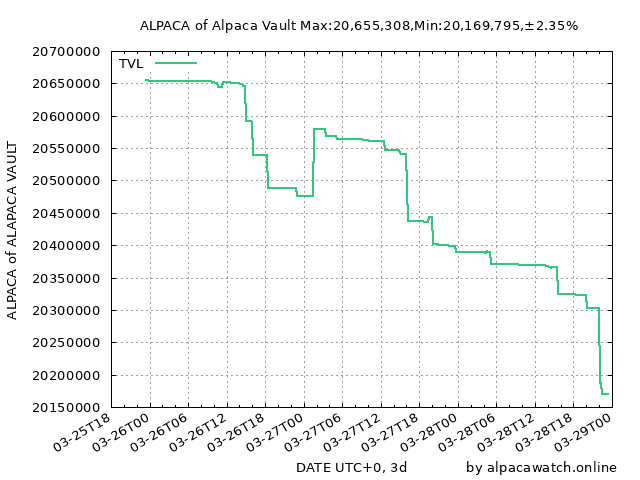 ALPACA of Alpaca Vault Max:20,655,308,Min:20,169,795,±2.35%
20700000
20650000
20600000
20550000
20500000
20450000
20400000
20350000
20300000
20250000
20200000
20150000
TVL
ALPACA of ALAPACA VAULT
03-25T18
03-26T00
03-26T06
03-26T12
03-26T18
03-27T00
03-27T06
03-27T12
03-27T18
03-28T00
03-28T06
03-28T12
03-28T18
03-29T00
DATE UTC+0, 3d
by alpacawatch.online